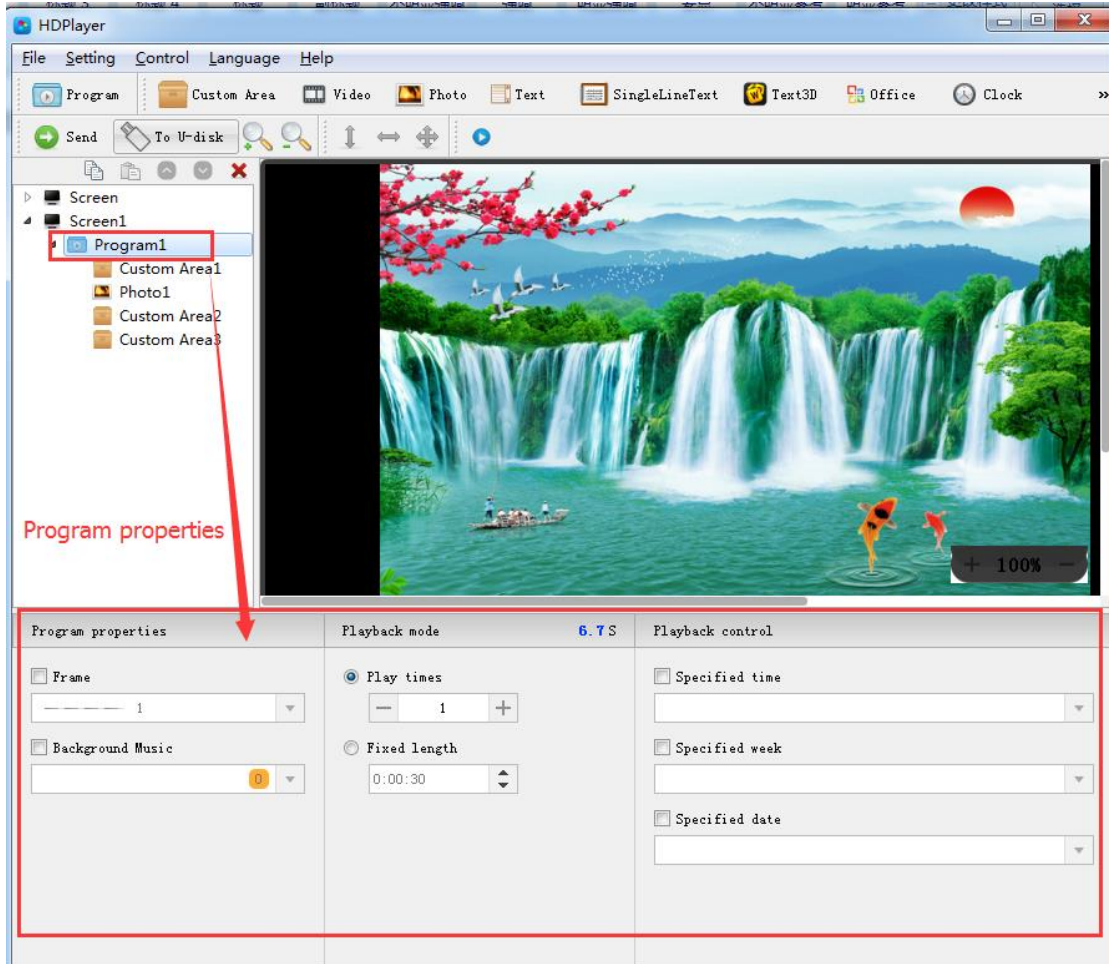 HDPlayer
File Setting Control Language Help
Program Custom Area Video Photo Text SingleLineText Text3D Office Clock »
Send To U-disk
Screen
Screen1
Program1
Custom Area1
Photo1
Custom Area2
Custom Area3
Program properties
+ 100% -
Program properties Playback mode 6.7S Playback control
Frame Play times Specified time
1 1
Background Music Fixed length Specified week
0 0:00:30
Specified date